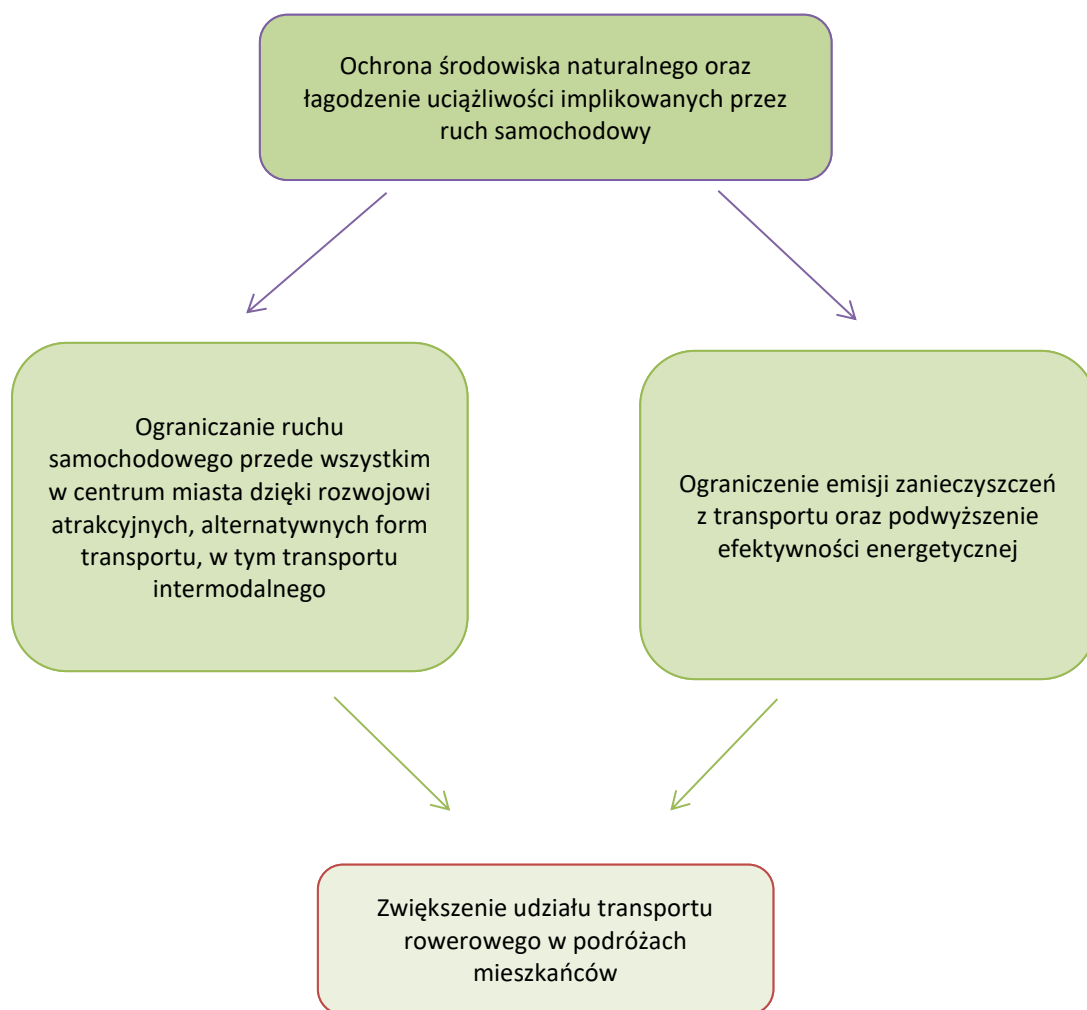 Ochrona środowiska naturalnego oraz
łagodzenie uciążliwości implikowanych przez
ruch samochodowy
Ograniczanie ruchu
samochodowego przede wszystkim
w centrum miasta dzięki rozwojowi
atrakcyjnych, alternatywnych form
transportu, w tym transportu
intermodalnego
Ograniczenie emisji zanieczyszczeń
z transportu oraz podwyższenie
efektywności energetycznej
Zwiększenie udziału transportu
rowerowego w podróżach
mieszkańców